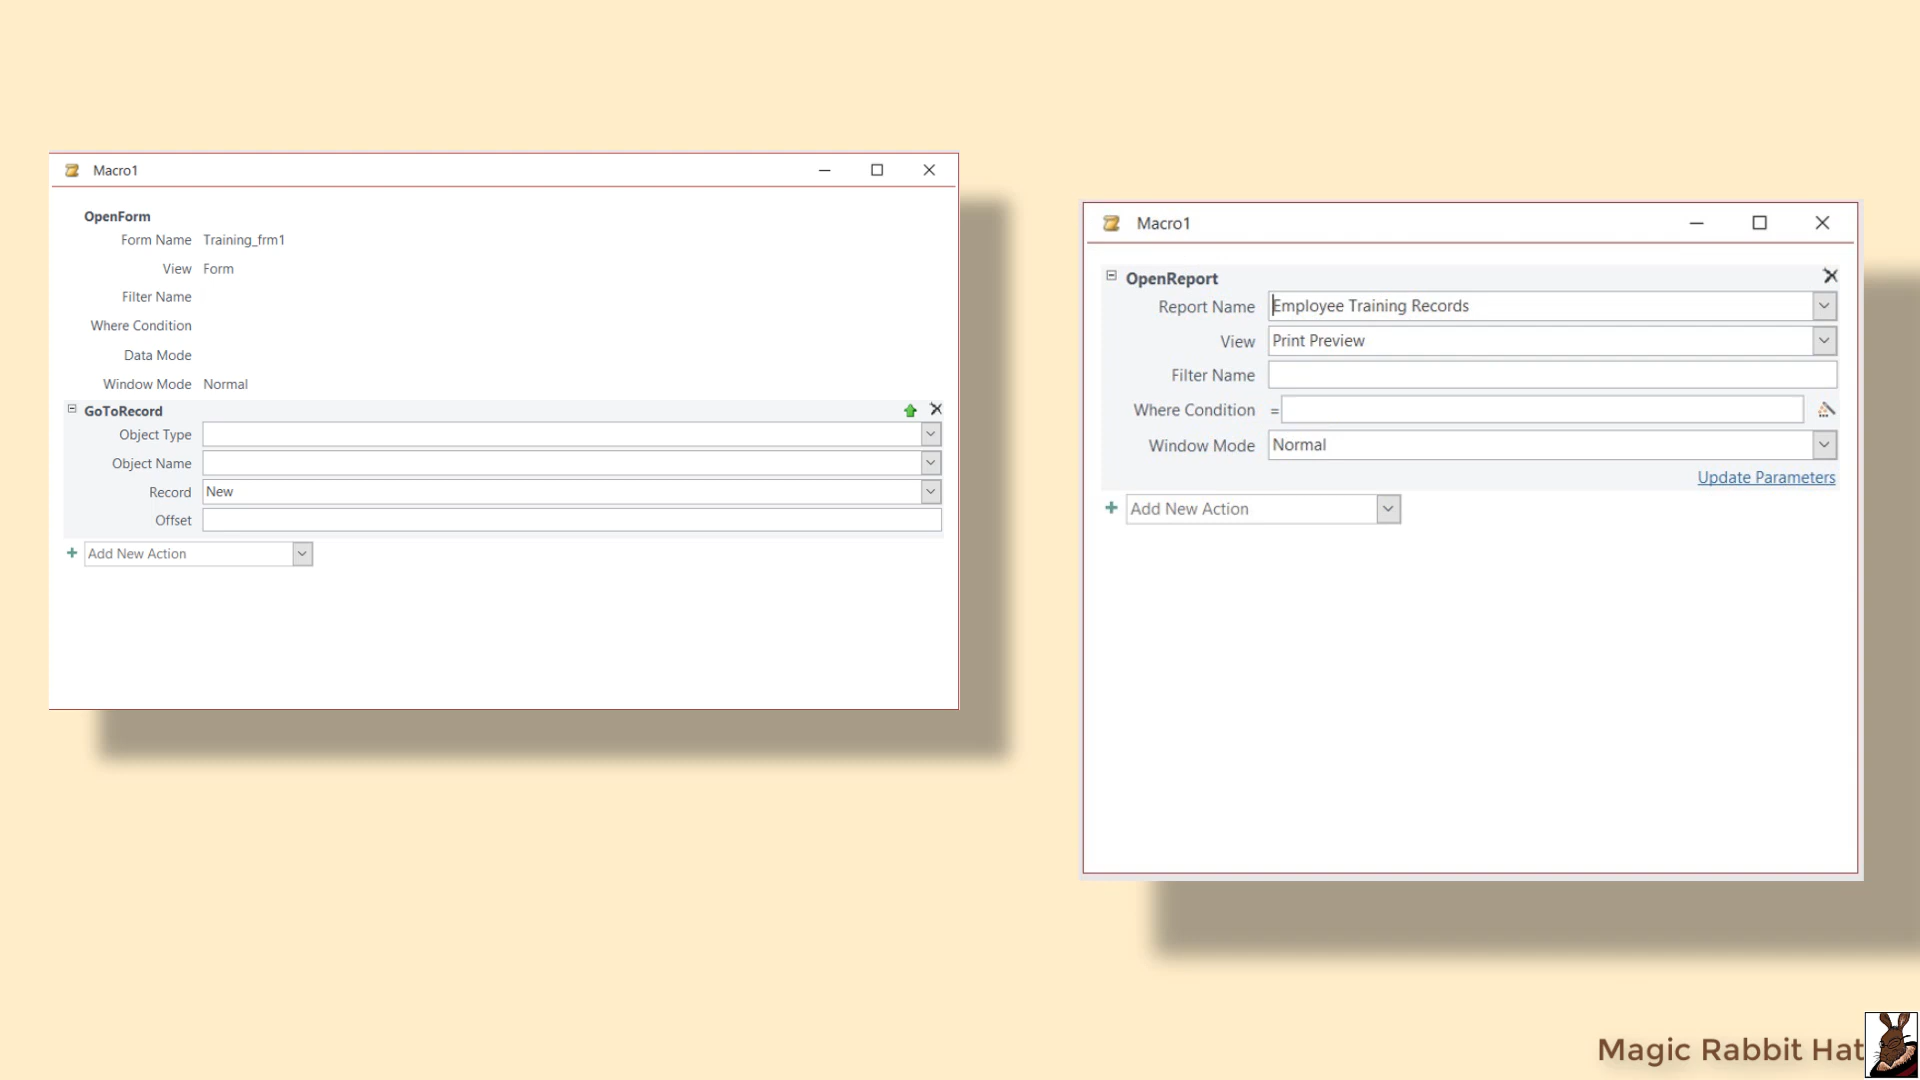 Macro1
OpenForm
Form Name Training_frm1
View Form
Filter Name
Where Condition
Data Mode
Window Mode Normal
GoToRecord
Object Type
Object Name
Record New
Offset
Add New Action
Macro1
OpenReport
Report Name Employee Training Records
View Print Preview
Filter Name
Where Condition =
Window Mode Normal
Update Parameters
Add New Action
Magic Rabbit Hat